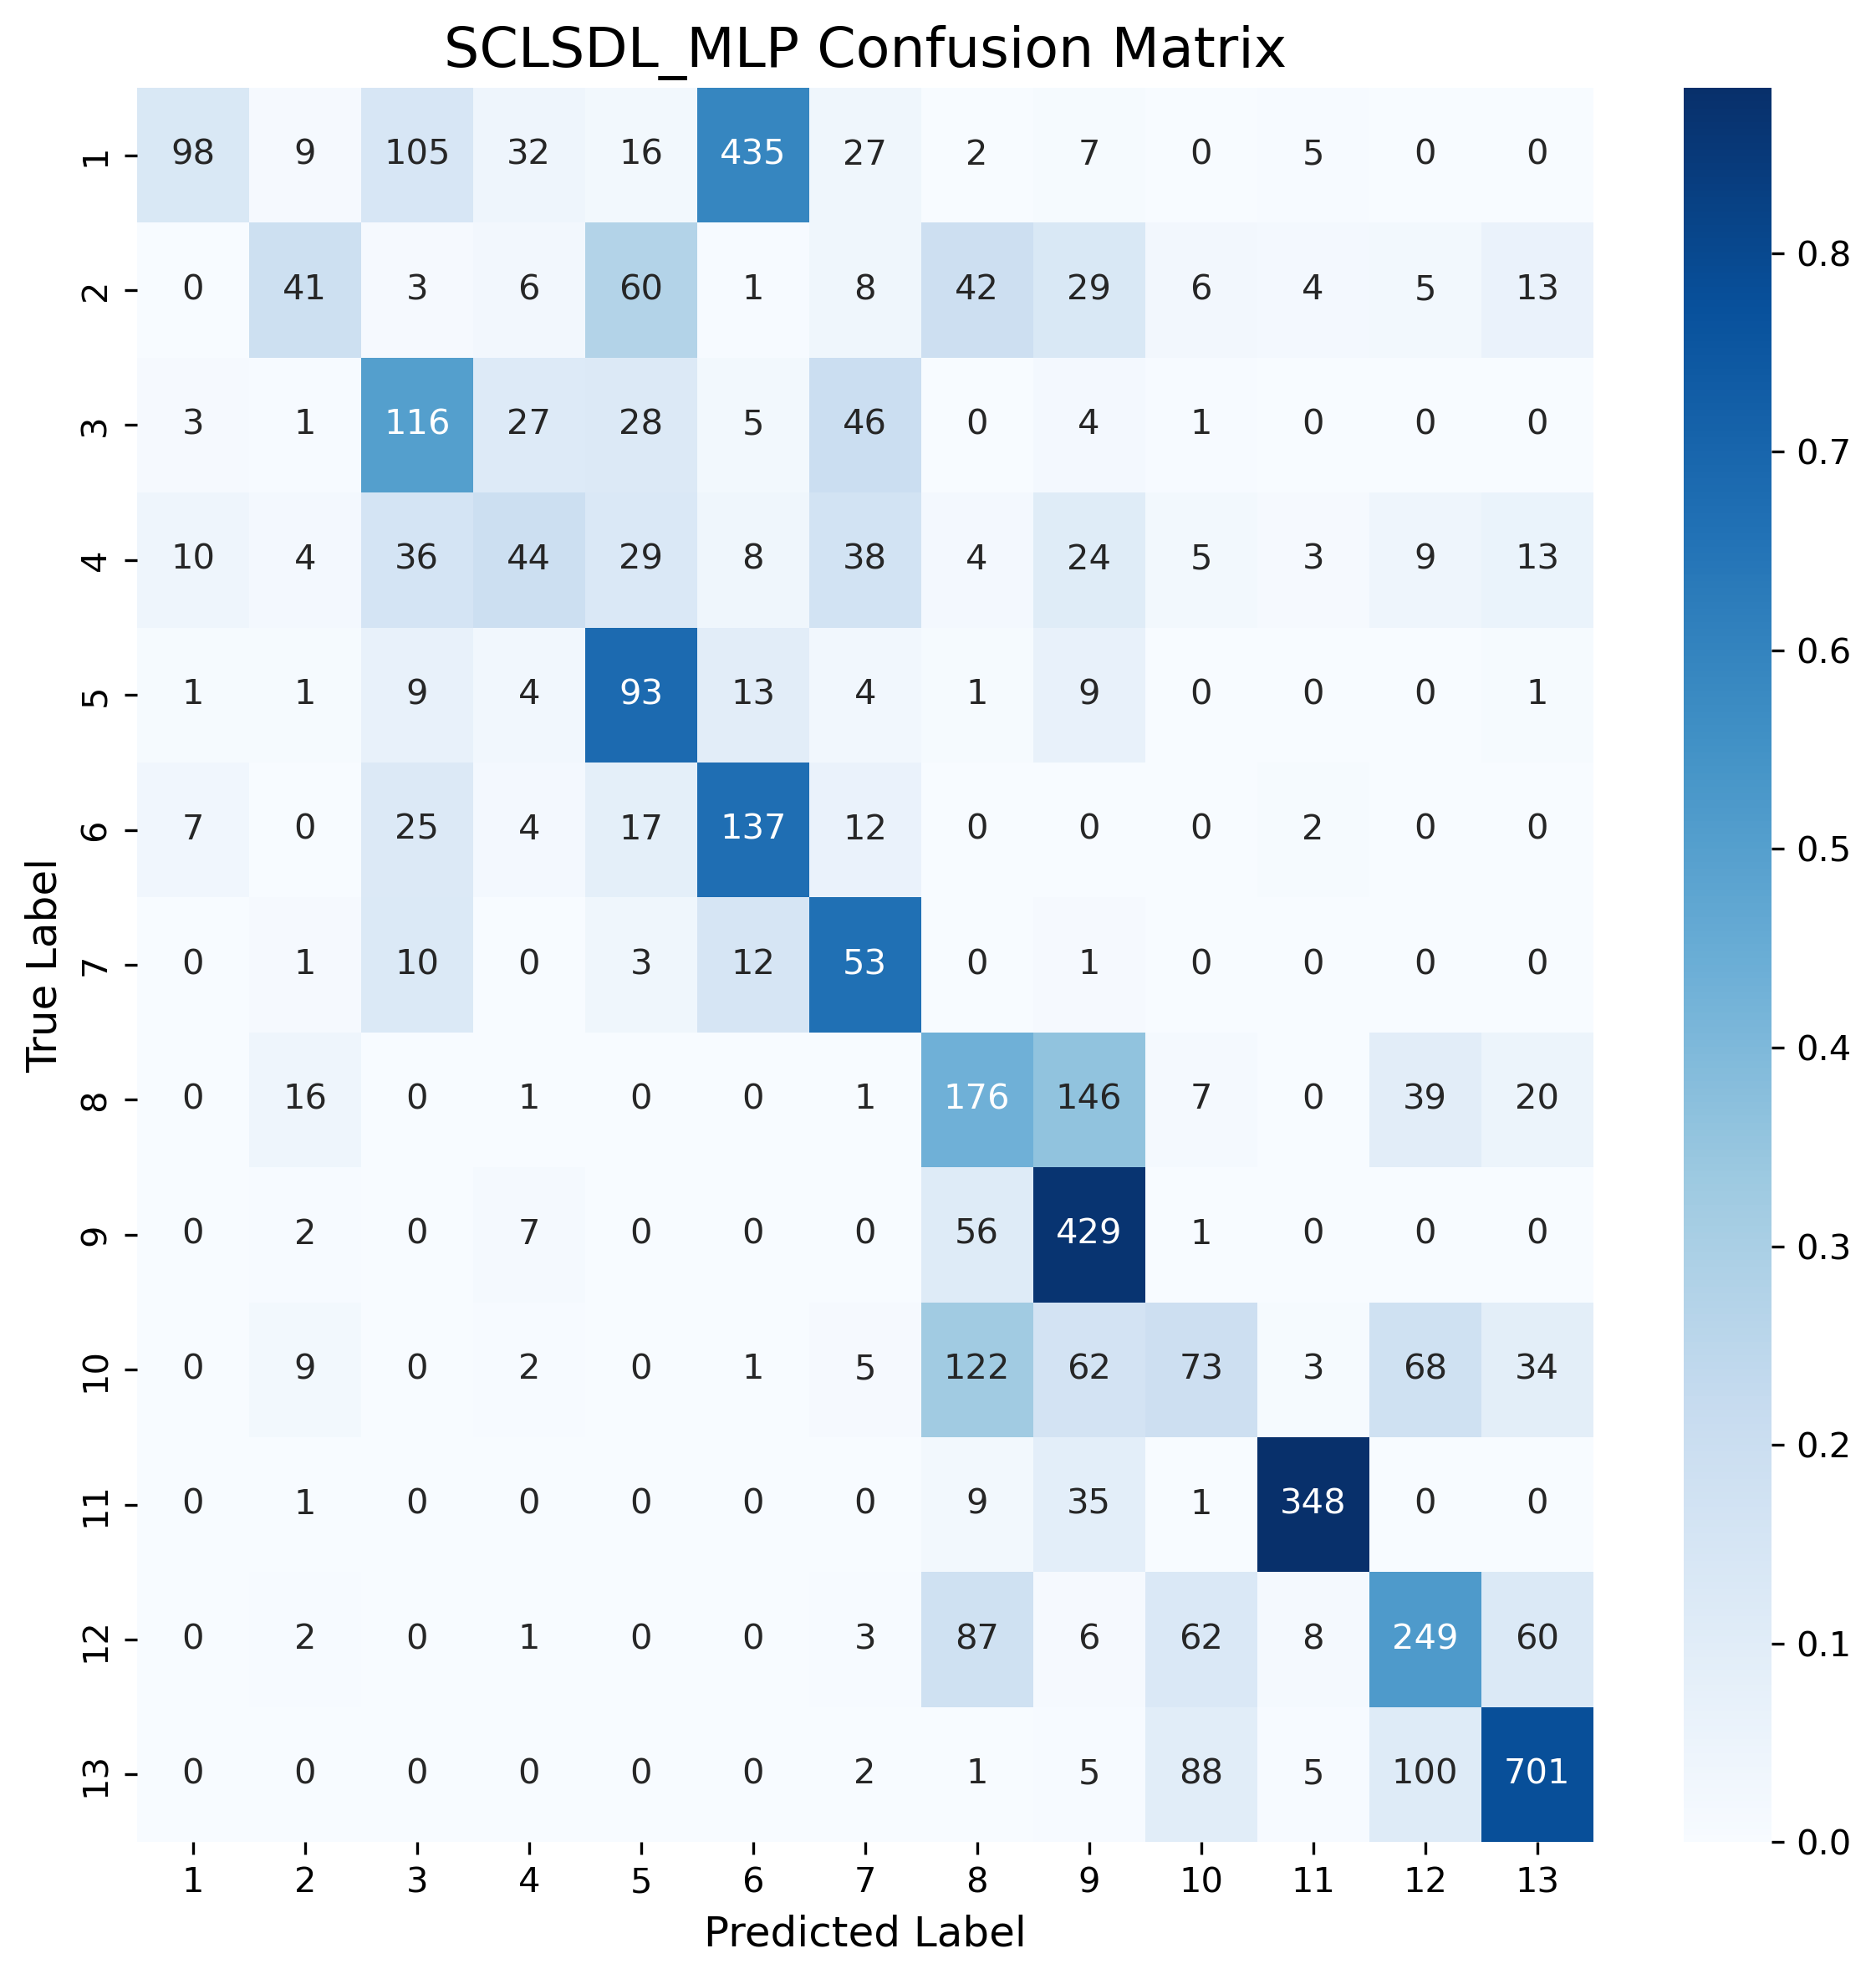 SCLSDL_MLP Confusion Matrix
1 98 9 105 32 16 435 27 2 7 0 5 0 0
2 0 41 3 6 60 1 8 42 29 6 4 5 13
3 3 1 116 27 28 5 46 0 4 1 0 0 0
4 10 4 36 44 29 8 38 4 24 5 3 9 13
5 1 1 9 4 93 13 4 1 9 0 0 0 1
6 7 0 25 4 17 137 12 0 0 0 2 0 0
7 0 1 10 0 3 12 53 0 1 0 0 0 0
8 0 16 0 1 0 0 1 176 146 7 0 39 20
9 0 2 0 7 0 0 0 56 429 1 0 0 0
10 0 9 0 2 0 1 5 122 62 73 3 68 34
11 0 1 0 0 0 0 0 9 35 1 348 0 0
12 0 2 0 1 0 0 3 87 6 62 8 249 60
13 0 0 0 0 0 0 2 1 5 88 5 100 701
1 2 3 4 5 6 7 8 9 10 11 12 13
Predicted Label
True Label
0.8
0.7
0.6
0.5
0.4
0.3
0.2
0.1
0.0